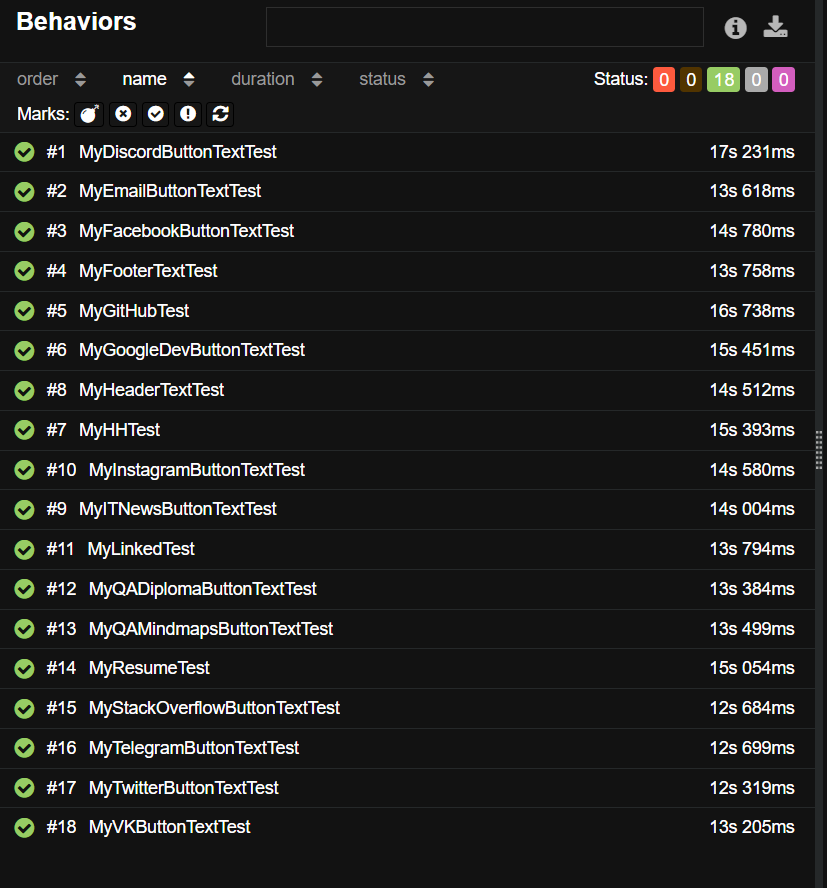 Behaviors
order name duration status Status: 0 0 18 0 0
Marks:
#1 MyDiscordButtonTextTest 17s 231ms
#2 MyEmailButtonTextTest 13s 618ms
#3 MyFacebookButtonTextTest 14s 780ms
#4 MyFooterTextTest 13s 758ms
#5 MyGitHubTest 16s 738ms
#6 MyGoogleDevButtonTextTest 15s 451ms
#8 MyHeaderTextTest 14s 512ms
#7 MyHHTest 15s 393ms
#10 MyInstagramButtonTextTest 14s 580ms
#9 MyITNewsButtonTextTest 14s 004ms
#11 MyLinkedTest 13s 794ms
#12 MyQADiplomaButtonTextTest 13s 384ms
#13 MyQAMindmapsButtonTextTest 13s 499ms
#14 MyResumeTest 15s 054ms
#15 MyStackOverflowButtonTextTest 12s 684ms
#16 MyTelegramButtonTextTest 12s 699ms
#17 MyTwitterButtonTextTest 12s 319ms
#18 MyVKButtonTextTest 13s 205ms